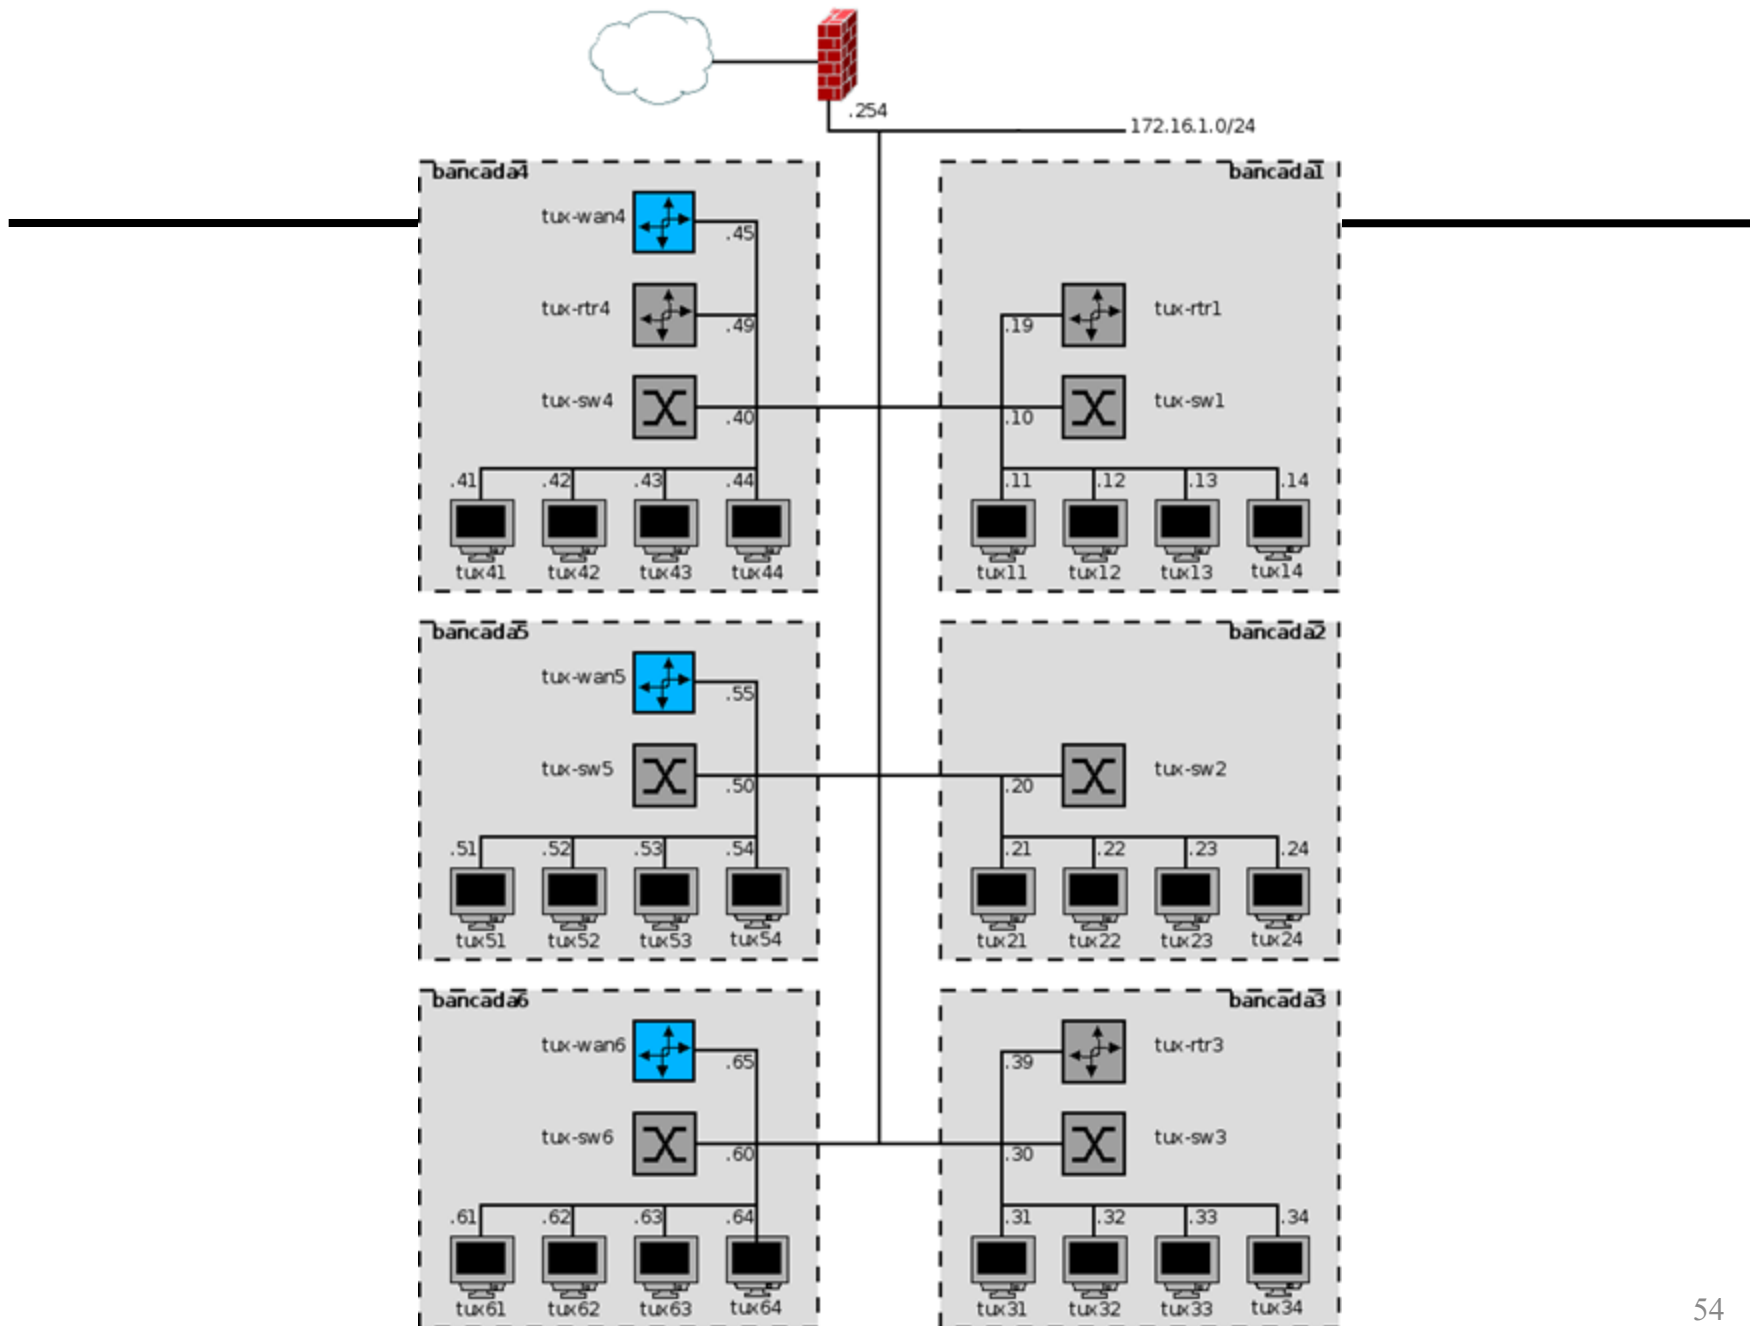 .254
172.16.1.0/24
bancada4
tux-wan4
.45
tux-rtr4
.49
tux-sw4
.40
.41 .42 .43 .44
tux41 tux42 tux43 tux44
bancada1
tux-rtr1
.19
tux-sw1
.10
.11 .12 .13 .14
tux11 tux12 tux13 tux14
bancada5
tux-wan5
.55
tux-sw5
.50
.51 .52 .53 .54
tux51 tux52 tux53 tux54
bancada2
tux-sw2
.20
.21 .22 .23 .24
tux21 tux22 tux23 tux24
bancada6
tux-wan6
.65
tux-sw6
.60
.61 .62 .63 .64
tux61 tux62 tux63 tux64
bancada3
tux-rtr3
.39
tux-sw3
.30
.31 .32 .33 .34
tux31 tux32 tux33 tux34
54